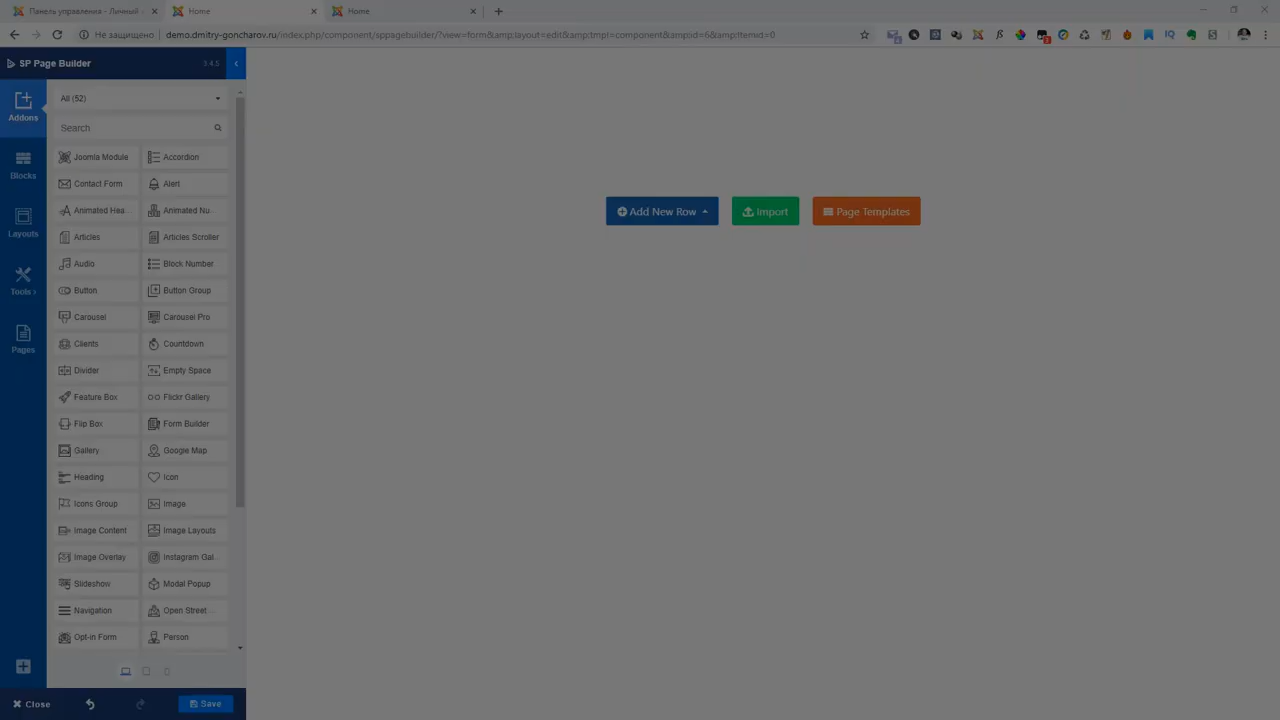 Панель управления - Личный
Home
Home
Не защищено
demo.dmitry-goncharov.ru/index.php/component/sppagebuilder/?view=form&amp;layout=edit&amp;tmpl=component&ampid=6&amp;Itemid=0
SP Page Builder
3.4.5
Addons
Blocks
Layouts
Tools >
Pages
All (52)
Search
Joomla Module
Accordion
Contact Form
Alert
Animated Hea...
Animated Nu...
Articles
Articles Scroller
Audio
Block Number
Button
Button Group
Carousel
Carousel Pro
Clients
Countdown
Divider
Empty Space
Feature Box
Flickr Gallery
Flip Box
Form Builder
Gallery
Google Map
Heading
Icon
Icons Group
Image
Image Content
Image Layouts
Image Overlay
Instagram Gal...
Slideshow
Modal Popup
Navigation
Open Street ...
Opt-in Form
Person
Add New Row
Import
Page Templates
Close
Save